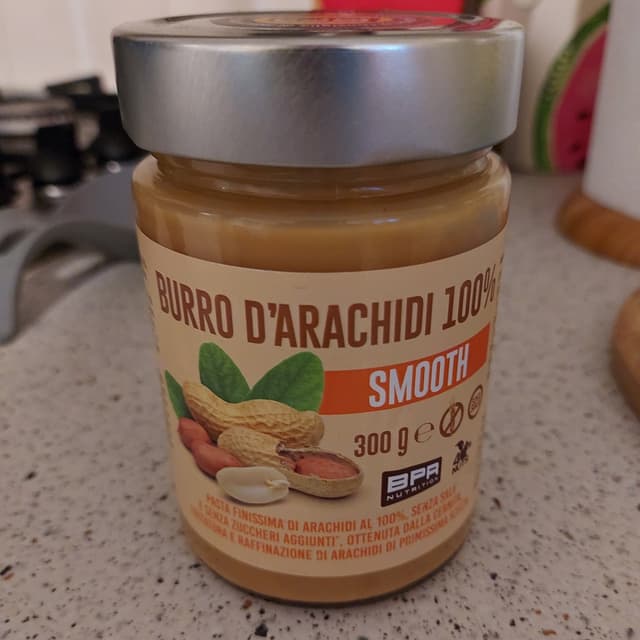 BURRO D'ARACHIDI 100%
SMOOTH
300 g e
BPR
NUTRITION
PASTA FINISSIMA DI ARACHIDI AL 100%, SENZA SALE
E SENZA ZUCCHERI AGGIUNTI*, OTTENUTA DALLA
E RAFFINAZIONE DI ARACHIDI DI PRIMISSIMA